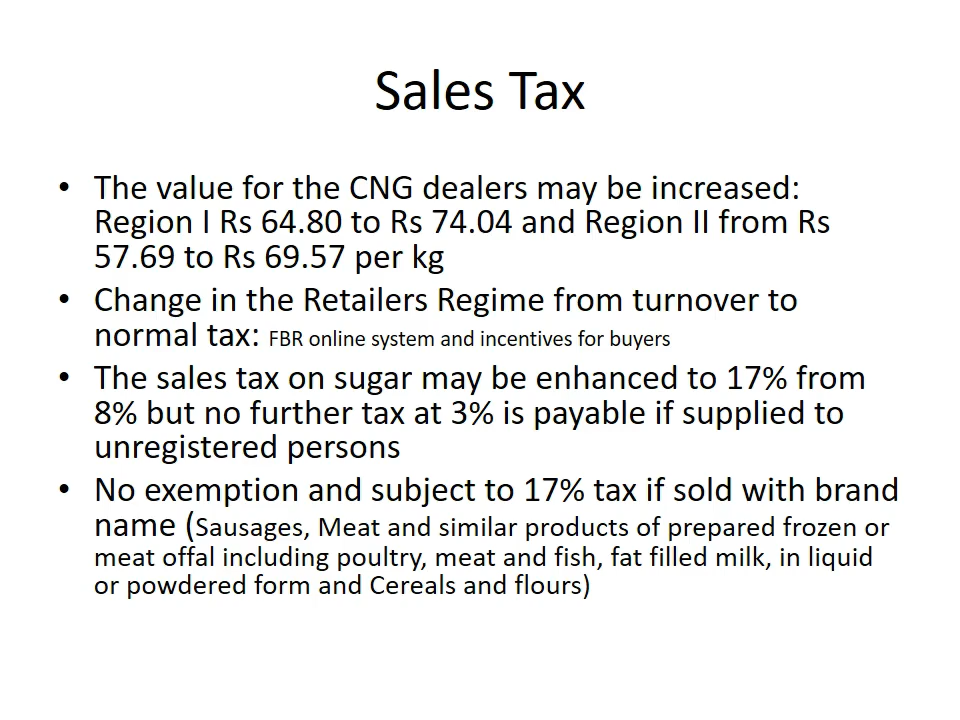 Sales Tax
• The value for the CNG dealers may be increased:
Region I Rs 64.80 to Rs 74.04 and Region II from Rs
57.69 to Rs 69.57 per kg
• Change in the Retailers Regime from turnover to
normal tax: FBR online system and incentives for buyers
• The sales tax on sugar may be enhanced to 17% from
8% but no further tax at 3% is payable if supplied to
unregistered persons
• No exemption and subject to 17% tax if sold with brand
name (Sausages, Meat and similar products of prepared frozen or
meat offal including poultry, meat and fish, fat filled milk, in liquid
or powdered form and Cereals and flours)